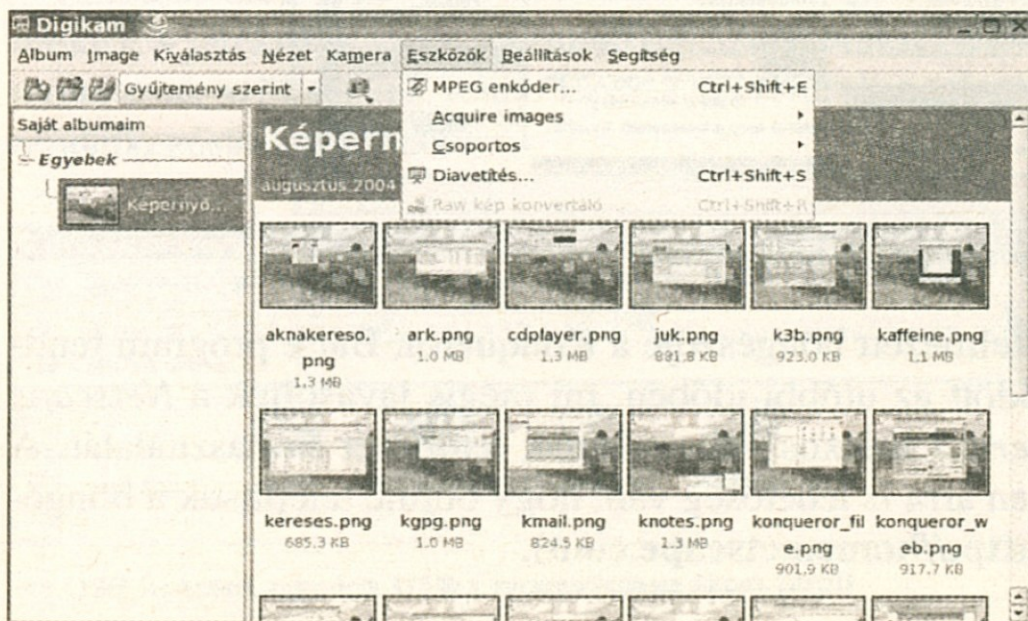 Digikam
Album Image Kiválasztás Nézet Kamera Eszközök Beállítások Segítség
Gyűjtemény szerint
MPEG enkóder... Ctrl+Shift+E
Acquire images
Csoportos
Diavetítés... Ctrl+Shift+S
Raw kép konvertáló Ctrl+Shift+R
Saját albumaim
Egyebek
Képernyő...
Képern
augusztus 2004
aknakereso.png
1.3 MB
ark.png
1.0 MB
cdplayer.png
1.3 MB
juk.png
891.8 KB
k3b.png
923.0 KB
kaffeine.png
1.1 MB
kereses.png
685.3 KB
kgpg.png
1.0 MB
kmail.png
824.5 KB
knotes.png
1.3 MB
konqueror_fil
e.png
901.9 KB
konqueror_w
eb.png
917.7 KB